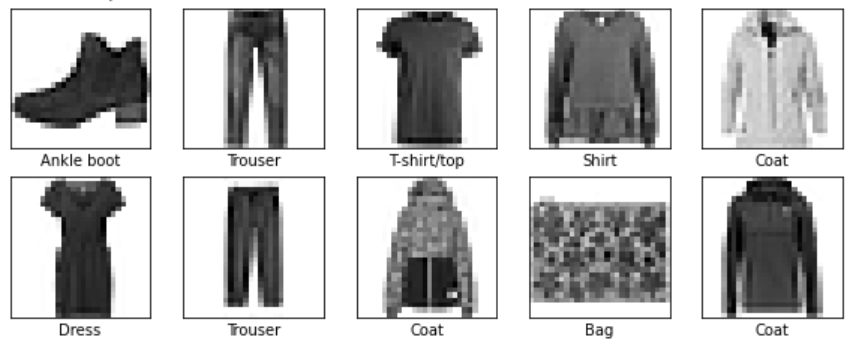 Ankle boot
Trouser
T-shirt/top
Shirt
Coat
Dress
Trouser
Coat
Bag
Coat